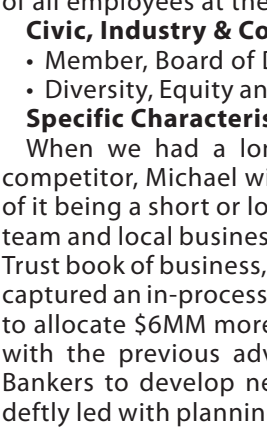 of all employees at the
Civic, Industry & Co
• Member, Board of D
• Diversity, Equity an
Specific Characteris
When we had a lon
competitor, Michael wi
of it being a short or lo
team and local busines
Trust book of business,
captured an in-process
to allocate $6MM more
with the previous adv
Bankers to develop ne
deftly led with plannin